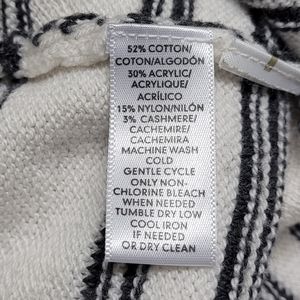 52% COTTON/
COTON/ALGODÓN
30% ACRYLIC/
ACRYLIQUE/
ACRÍLICO
15% NYLON/NILÓN
3% CASHMERE/
CACHEMIRE/
CACHEMIRA
MACHINE WASH
COLD
GENTLE CYCLE
ONLY NON-
CHLORINE BLEACH
WHEN NEEDED
TUMBLE DRY LOW
COOL IRON
IF NEEDED
OR DRY CLEAN